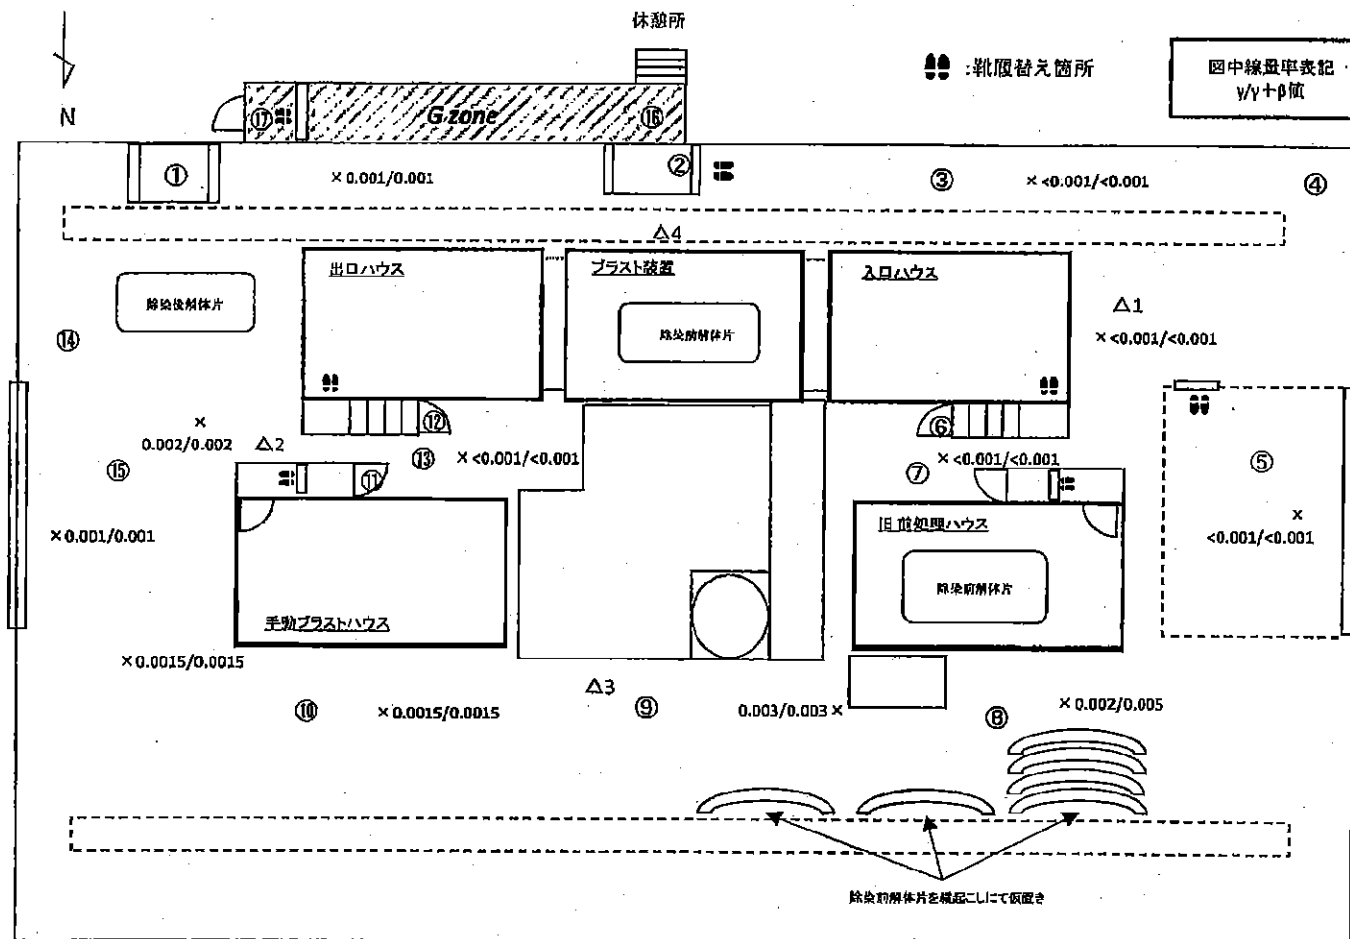 休憩所
:靴履替え箇所
図中線量率表記
γ/γ+β値
N
⑰
G zone
⑯
①
× 0.001/0.001
②
③
× <0.001/<0.001
④
△4
出口ハウス
ブラスト装置
入口ハウス
除染後解体片
除染前解体片
△1
× <0.001/<0.001
⑭
×
0.002/0.002
△2
⑫
⑬
× <0.001/<0.001
⑥
⑦
× <0.001/<0.001
⑤
×
<0.001/<0.001
⑮
⑪
× 0.001/0.001
旧前処理ハウス
除染前解体片
手動ブラストハウス
× 0.0015/0.0015
△3
⑩
× 0.0015/0.0015
⑨
0.003/0.003 ×
⑧
× 0.002/0.005
除染前解体片を横起こしにて仮置き